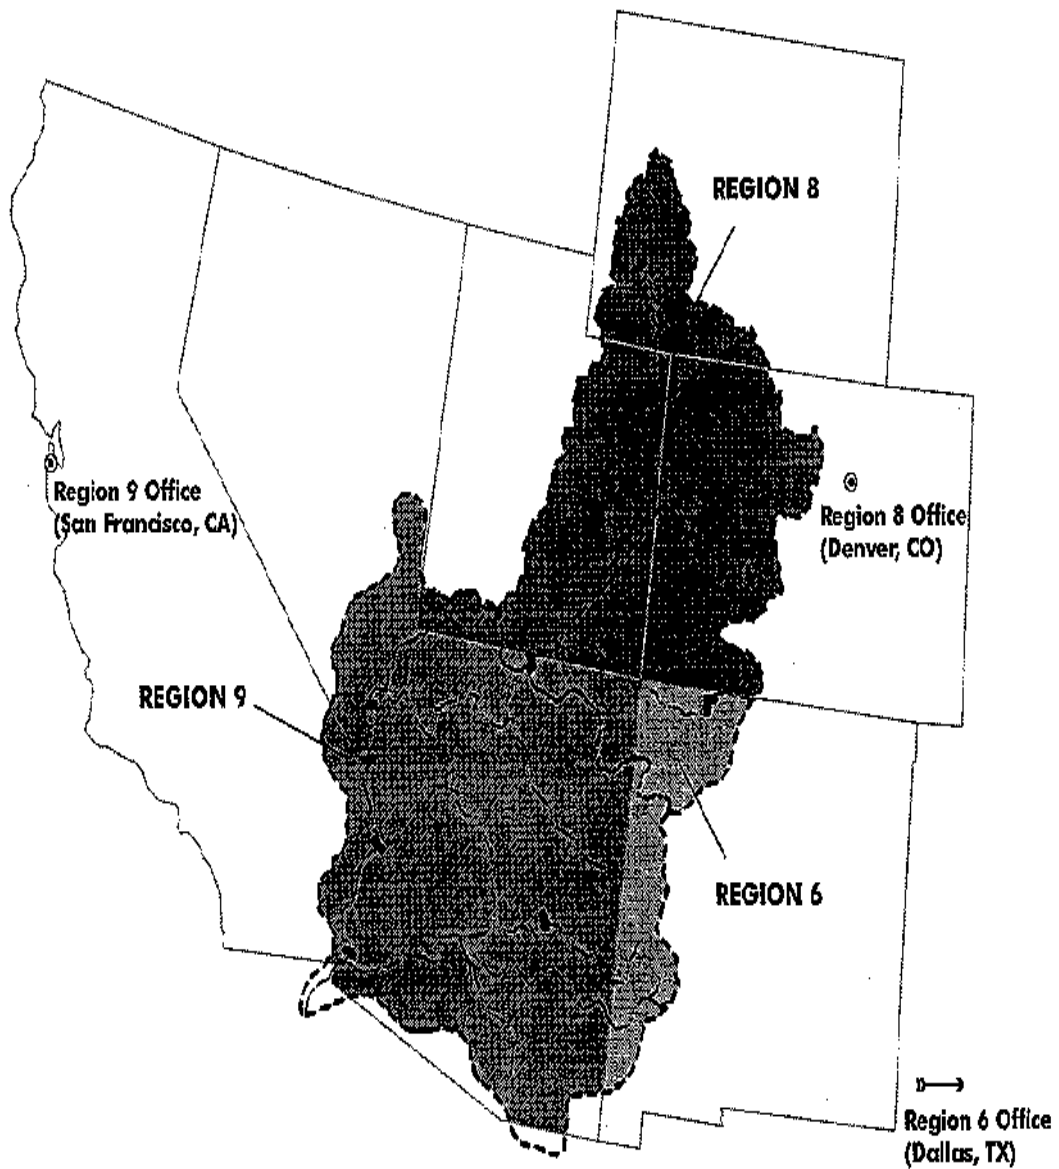 REGION 8
Region 9 Office
(San Francisco, CA)
Region 8 Office
(Denver, CO)
REGION 9
REGION 6
Region 6 Office
(Dallas, TX)